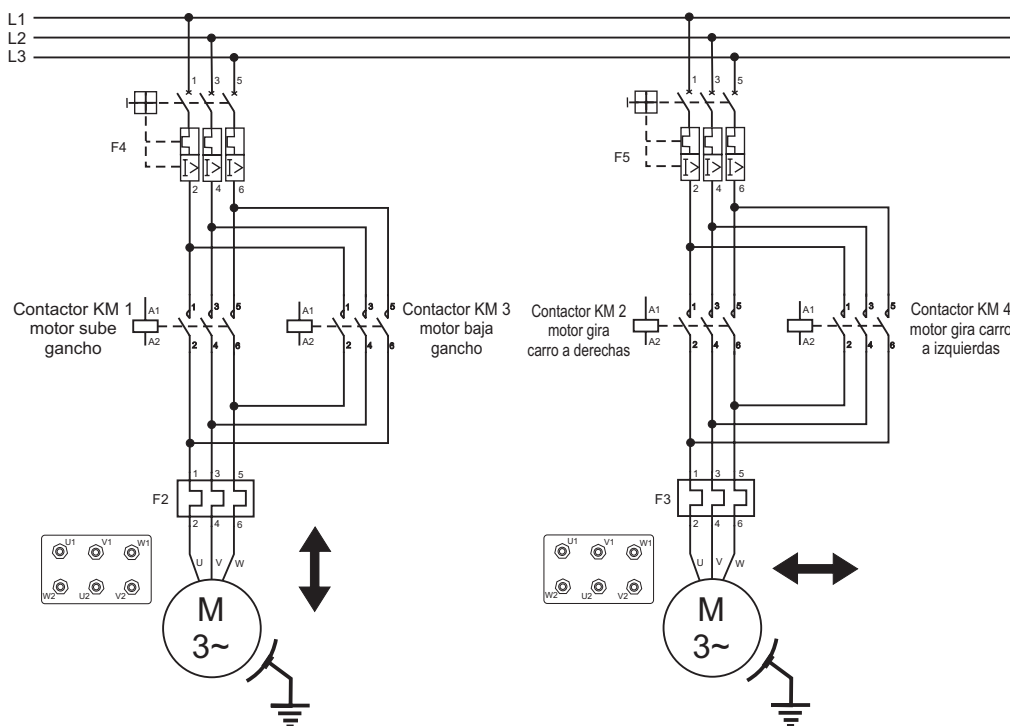 L1
L2
L3
1 3 5
1 3 5
F4
F5
I> I> I>
I> I> I>
2 4 6
2 4 6
Contactor KM 1
motor sube
gancho
A1
A2
1 3 5
2 4 6
A1
A2
1 3 5
2 4 6
Contactor KM 3
motor baja
gancho
Contactor KM 2
motor gira
carro a derechas
A1
A2
1 3 5
2 4 6
A1
A2
1 3 5
2 4 6
Contactor KM 4
motor gira carro
a izquierdas
F2
1 3 5
2 4 6
F3
1 3 5
2 4 6
U1 V1 W1
W2 U2 V2
U V W
M
3~
U1 V1 W1
W2 U2 V2
U V W
M
3~